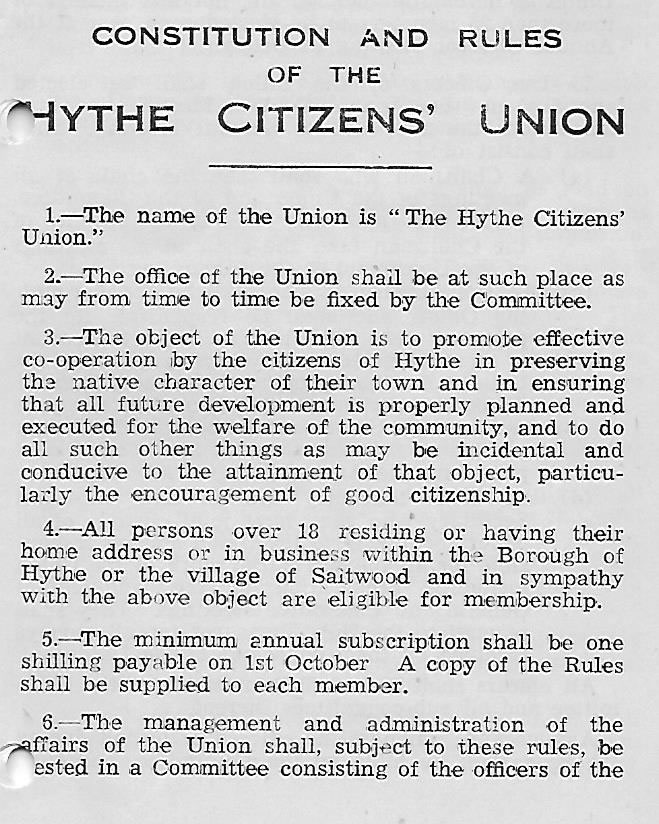 CONSTITUTION AND RULES
OF THE
HYTHE CITIZENS' UNION
1.—The name of the Union is "The Hythe Citizens'
Union."
2.—The office of the Union shall be at such place as
may from time to time be fixed by the Committee.
3.—The object of the Union is to promote effective
co-operation by the citizens of Hythe in preserving
the native character of their town and in ensuring
that all future development is properly planned and
executed for the welfare of the community, and to do
all such other things as may be incidental and
conducive to the attainment of that object, particu-
larly the encouragement of good citizenship.
4.—All persons over 18 residing or having their
home address or in business within the Borough of
Hythe or the village of Saltwood and in sympathy
with the above object are eligible for membership.
5.—The minimum annual subscription shall be one
shilling payable on 1st October A copy of the Rules
shall be supplied to each member.
6.—The management and administration of the
affairs of the Union shall, subject to these rules, be
ested in a Committee consisting of the officers of the